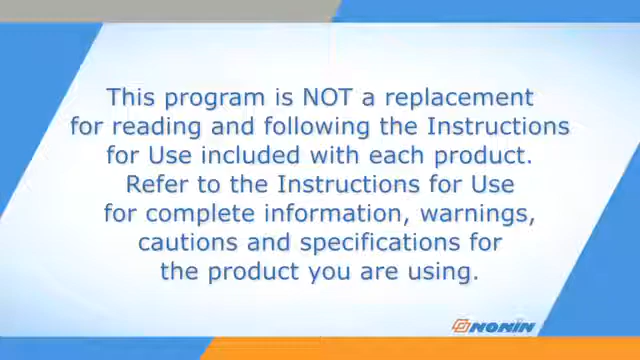 This program is NOT a replacement
for reading and following the Instructions
for Use included with each product.
Refer to the Instructions for Use
for complete information, warnings,
cautions and specifications for
the product you are using.
NONIN